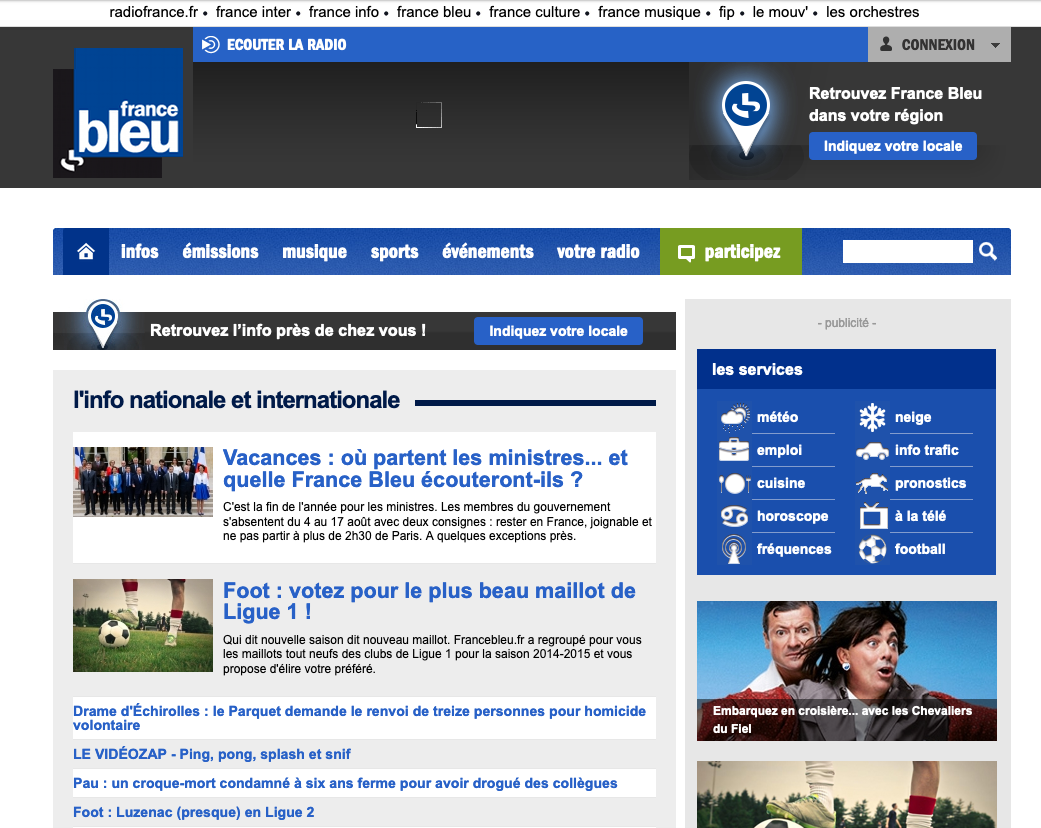 radiofrance.fr • france inter • france info • france bleu • france culture • france musique • fip • le mouv' • les orchestres
ECOUTER LA RADIO
CONNEXION
france
bleu
Retrouvez France Bleu
dans votre région
Indiquez votre locale
infos émissions musique sports événements votre radio participez
Retrouvez l'info près de chez vous !
Indiquez votre locale
l'info nationale et internationale
Vacances : où partent les ministres... et
quelle France Bleu écouteront-ils ?
C'est la fin de l'année pour les ministres. Les membres du gouvernement
s'absentent du 4 au 17 août avec deux consignes : rester en France, joignable et
ne pas partir à plus de 2h30 de Paris. A quelques exceptions près.
Foot : votez pour le plus beau maillot de
Ligue 1 !
Qui dit nouvelle saison dit nouveau maillot. Francebleu.fr a regroupé pour vous
les maillots tout neufs des clubs de Ligue 1 pour la saison 2014-2015 et vous
propose d'élire votre préféré.
Drame d'Échirolles : le Parquet demande le renvoi de treize personnes pour homicide
volontaire
LE VIDÉOZAP - Ping, pong, splash et snif
Pau : un croque-mort condamné à six ans ferme pour avoir drogué des collègues
Foot : Luzenac (presque) en Ligue 2
- publicité -
les services
météo neige
emploi info trafic
cuisine pronostics
horoscope à la télé
fréquences football
Embarquez en croisière... avec les Chevaliers
du Fiel